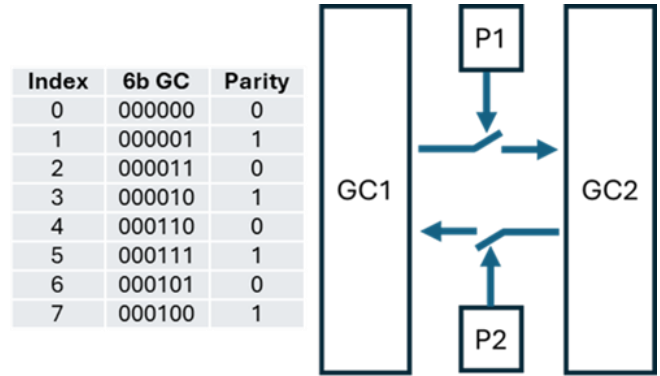 Index 6b GC Parity
0 000000 0
1 000001 1
2 000011 0
3 000010 1
4 000110 0
5 000111 1
6 000101 0
7 000100 1
P1
GC1
GC2
P2